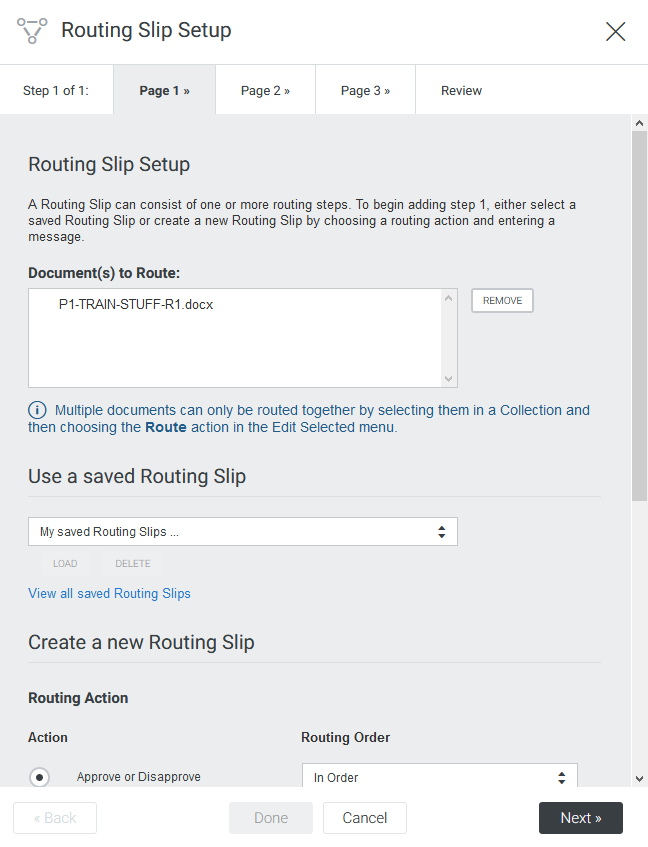 Routing Slip Setup
Step 1 of 1: Page 1 » Page 2 » Page 3 » Review
Routing Slip Setup
A Routing Slip can consist of one or more routing steps. To begin adding step 1, either select a
saved Routing Slip or create a new Routing Slip by choosing a routing action and entering a
message.
Document(s) to Route:
P1-TRAIN-STUFF-R1.docx REMOVE
Multiple documents can only be routed together by selecting them in a Collection and
then choosing the Route action in the Edit Selected menu.
Use a saved Routing Slip
My saved Routing Slips ...
LOAD DELETE
View all saved Routing Slips
Create a new Routing Slip
Routing Action
Action Routing Order
Approve or Disapprove In Order
« Back Done Cancel Next »